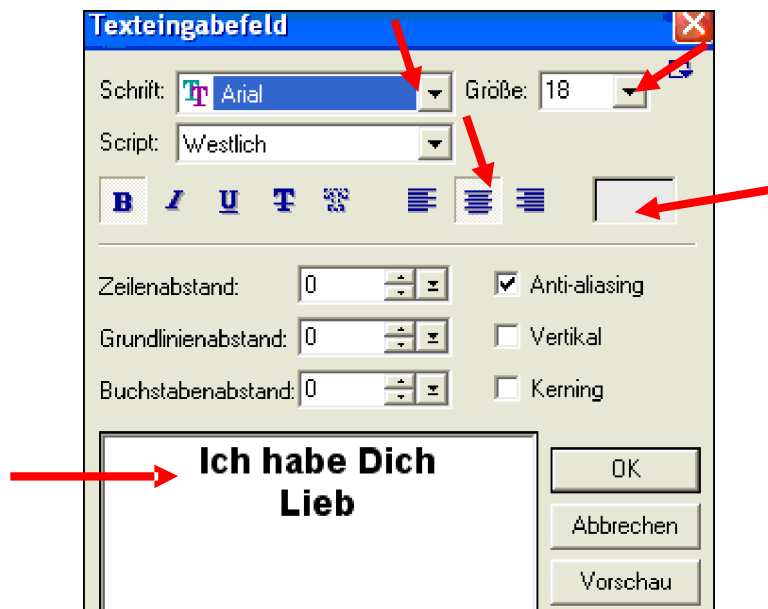 Texteingabefeld
Schrift: Arial Größe: 18
Script: Westlich
B I U T
Zeilenabstand: 0 Anti-aliasing
Grundlinienabstand: 0 Vertikal
Buchstabenabstand: 0 Kerning
Ich habe Dich
Lieb
OK
Abbrechen
Vorschau